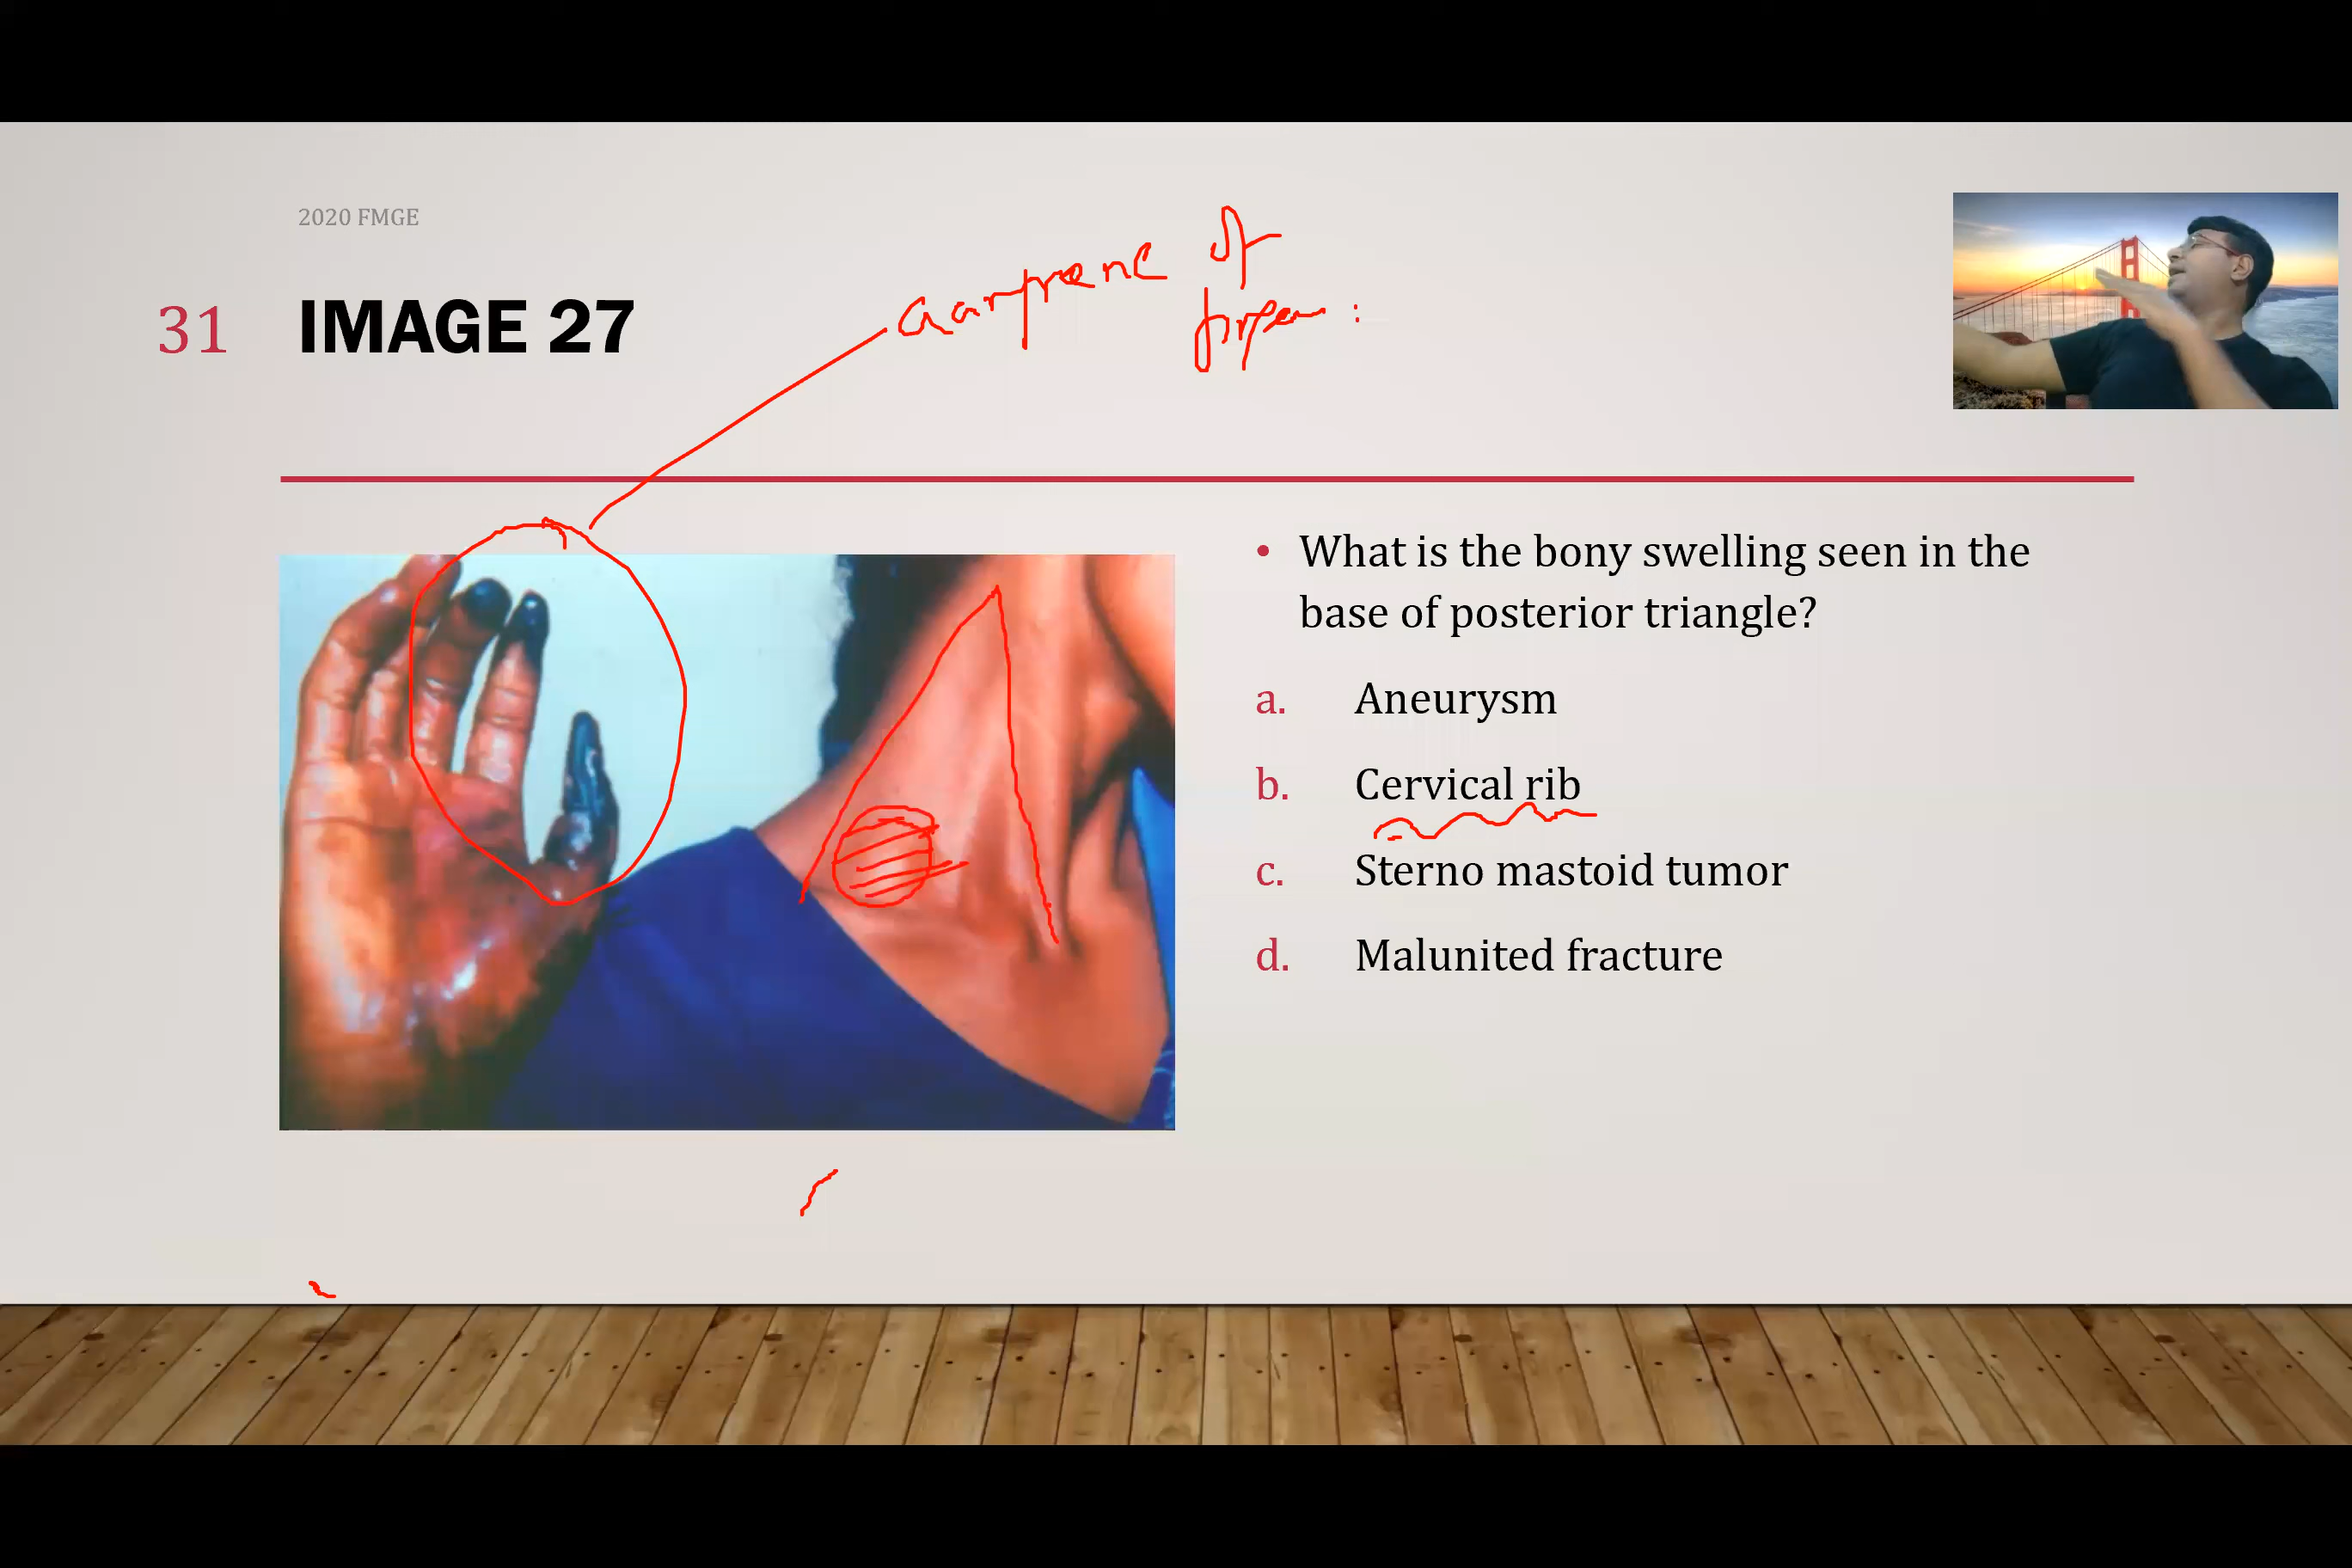 2020 FMGE
of
31 IMAGE 27
What is the bony swelling seen in the
base of posterior triangle?
a. Aneurysm
b. Cervical rib
c. Sterno mastoid tumor
d. Malunited fracture